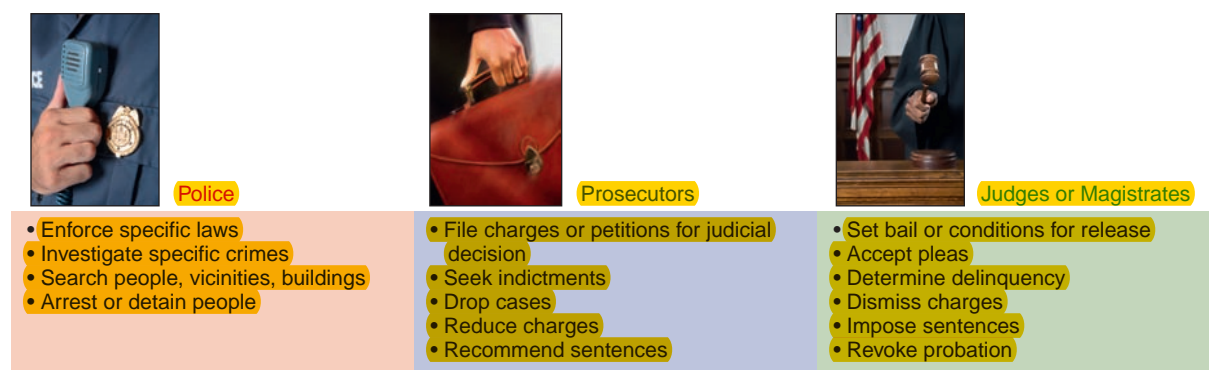 CE
Police
Prosecutors
Judges or Magistrates
• Enforce specific laws
• Investigate specific crimes
• Search people, vicinities, buildings
• Arrest or detain people
• File charges or petitions for judicial
decision
• Seek indictments
• Drop cases
• Reduce charges
• Recommend sentences
• Set bail or conditions for release
• Accept pleas
• Determine delinquency
• Dismiss charges
• Impose sentences
• Revoke probation